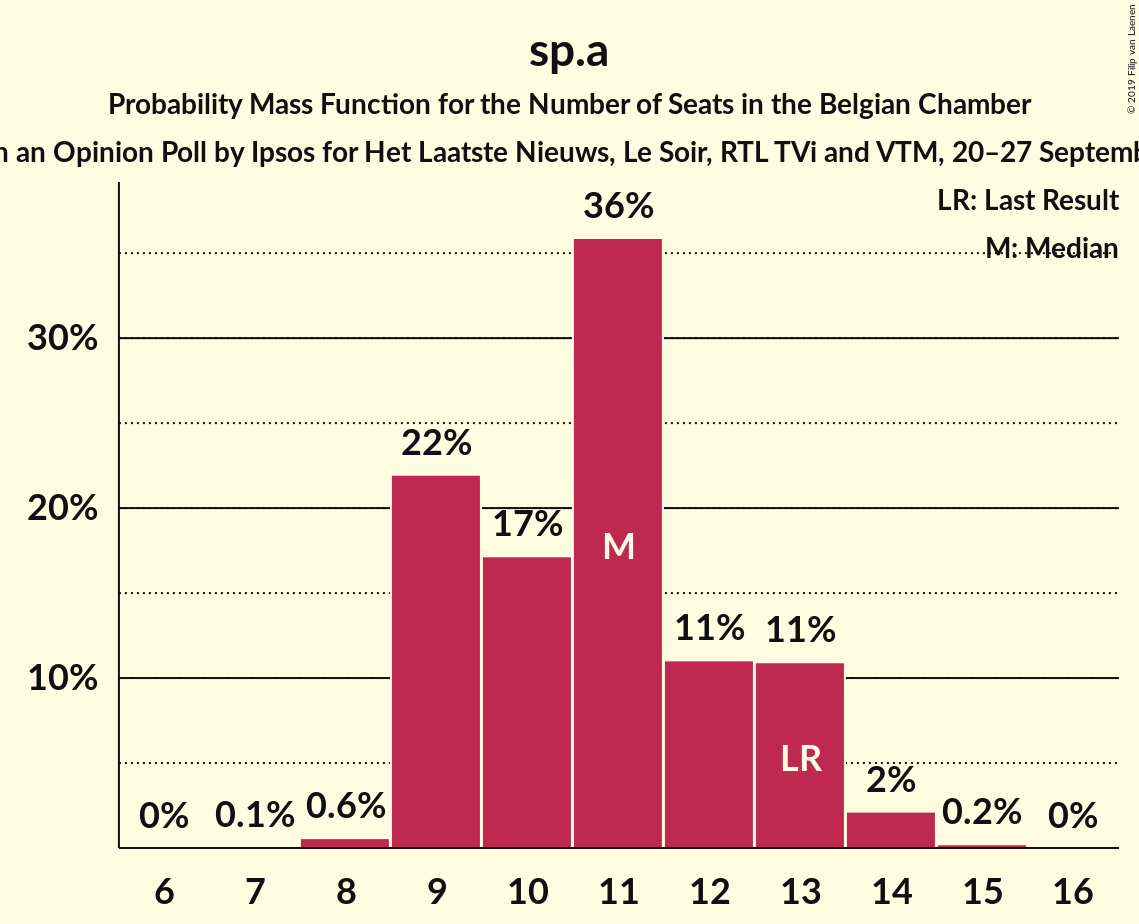 sp.a
Probability Mass Function for the Number of Seats in the Belgian Chamber
an Opinion Poll by Ipsos for Het Laatste Nieuws, Le Soir, RTL TVi and VTM, 20–27
© 2019 Filip van Laenen
LR: Last Result
M: Median
36%
30%
22%
20%
17%
M
11%
11%
10%
LR
2%
0%
0.1%
0.6%
0.2%
0%
6 7 8 9 10 11 12 13 14 15 16